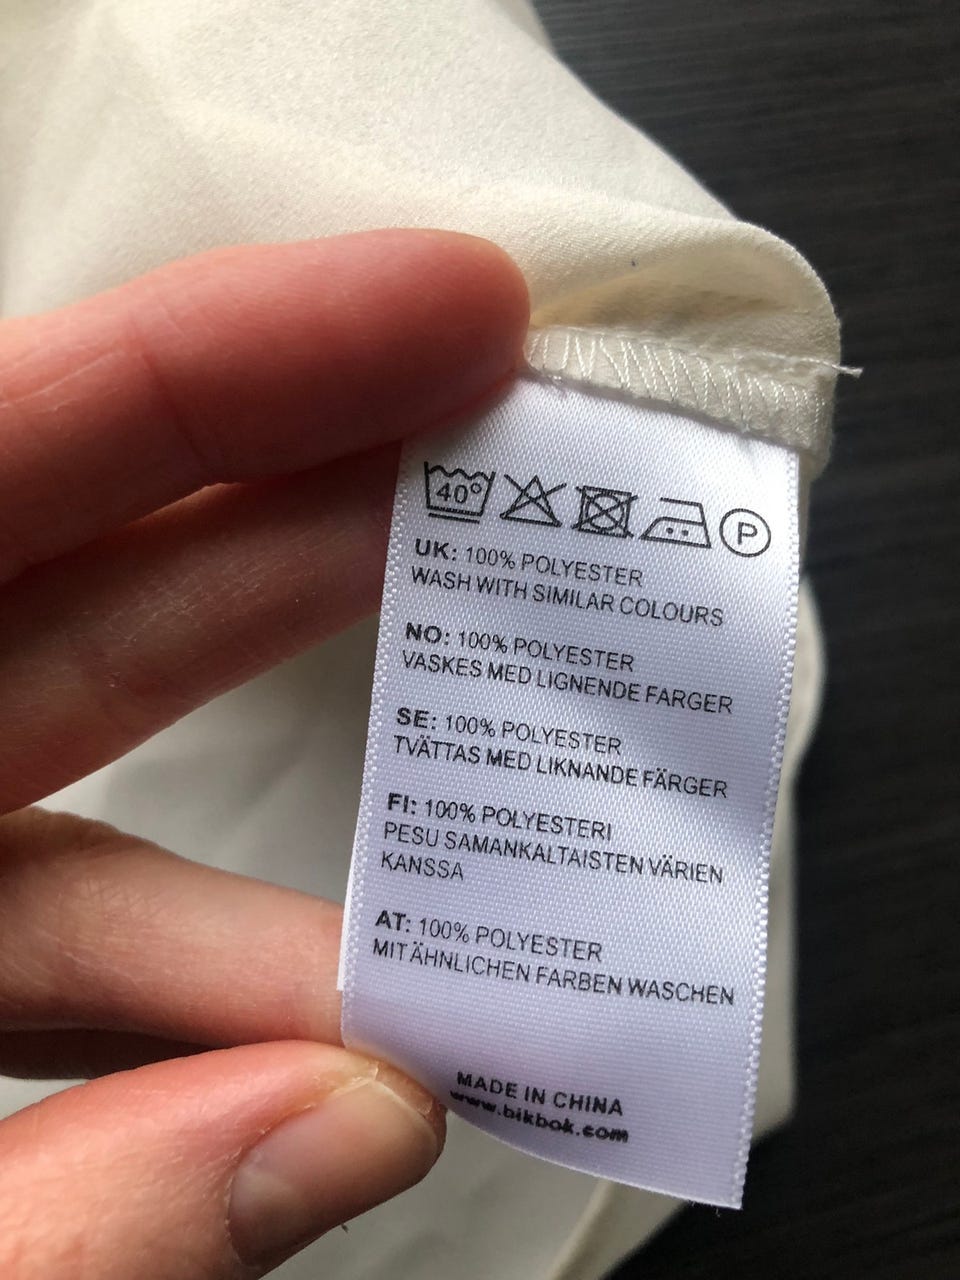 40°
P
UK: 100% POLYESTER
WASH WITH SIMILAR COLOURS
NO: 100% POLYESTER
VASKES MED LIGNENDE FARGER
SE: 100% POLYESTER
TVÄTTAS MED LIKNANDE FÄRGER
FI: 100% POLYESTERI
PESU SAMANKALTAISTEN VÄRIEN
KANSSA
AT: 100% POLYESTER
MIT ÄHNLICHEN FARBEN WASCHEN
MADE IN CHINA
www.bikbok.com